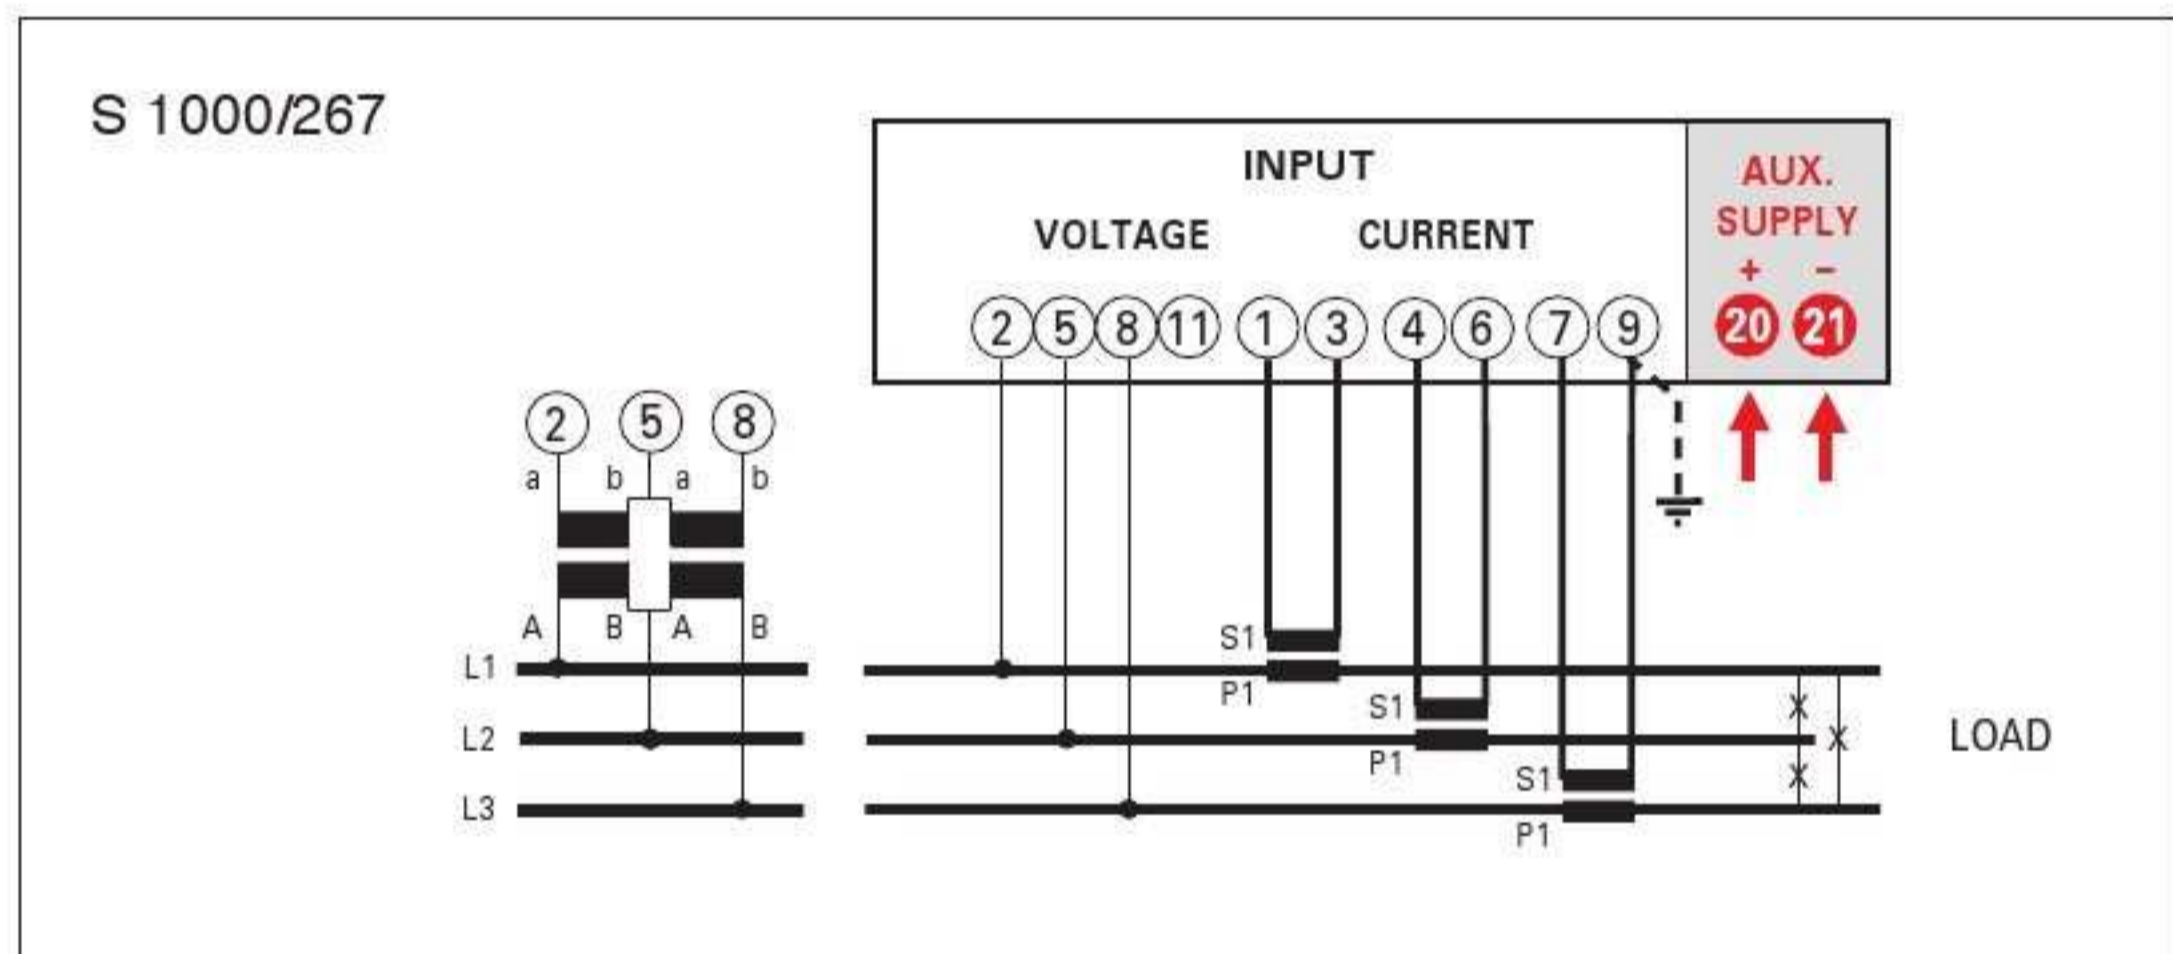 S 1000/267
INPUT
AUX.
SUPPLY
VOLTAGE CURRENT
+ −
2 5 8 11 1 3 4 6 7 9 20 21
2 5 8
a b a b
A B A B
S1
L1
P1
S1
L2
P1
LOAD
S1
L3
P1